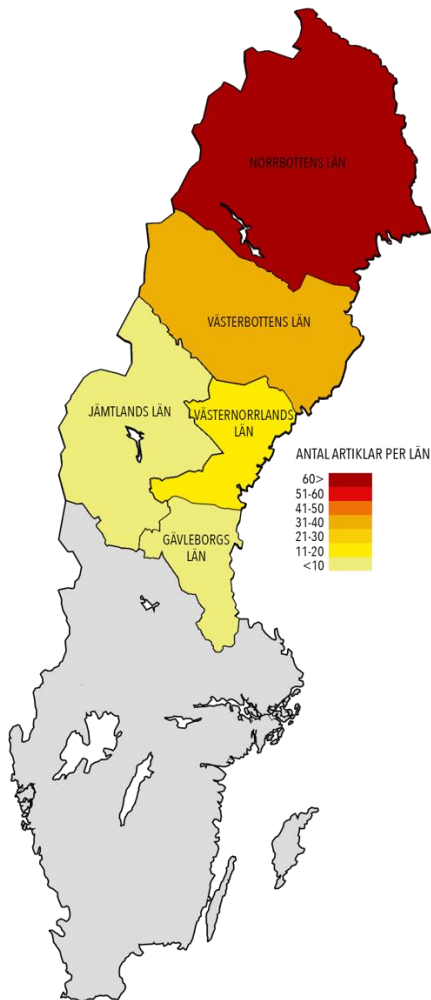 NORRBOTTENS LÄN
VÄSTERBOTTENS LÄN
JÄMTLANDS LÄN
VÄSTERNORRLANDS
LÄN
GÄVLEBORGS
LÄN
ANTAL ARTIKLAR PER LÄN
60>
51-60
41-50
31-40
21-30
11-20
<10